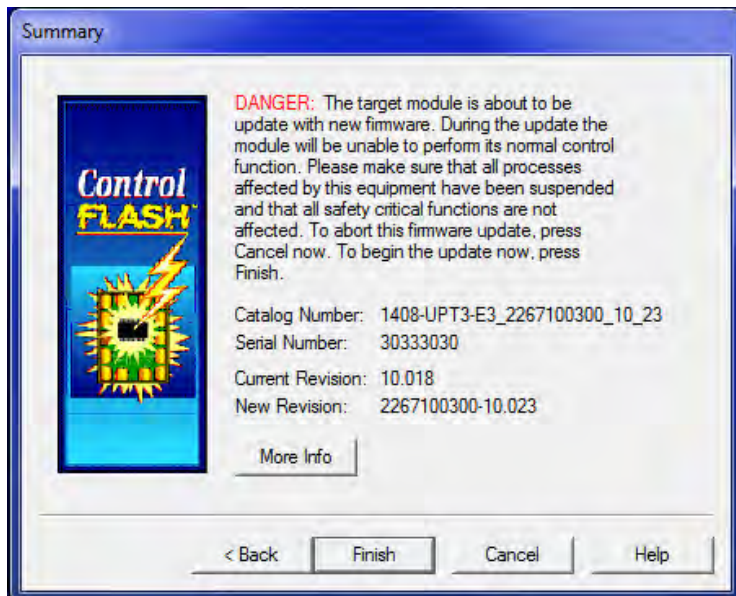 Summary
Control
FLASH
DANGER: The target module is about to be
update with new firmware. During the update the
module will be unable to perform its normal control
function. Please make sure that all processes
affected by this equipment have been suspended
and that all safety critical functions are not
affected. To abort this firmware update, press
Cancel now. To begin the update now, press
Finish.
Catalog Number: 1408-UPT3-E3_2267100300_10_23
Serial Number: 30333030
Current Revision: 10.018
New Revision: 2267100300-10.023
More Info
< Back Finish Cancel Help